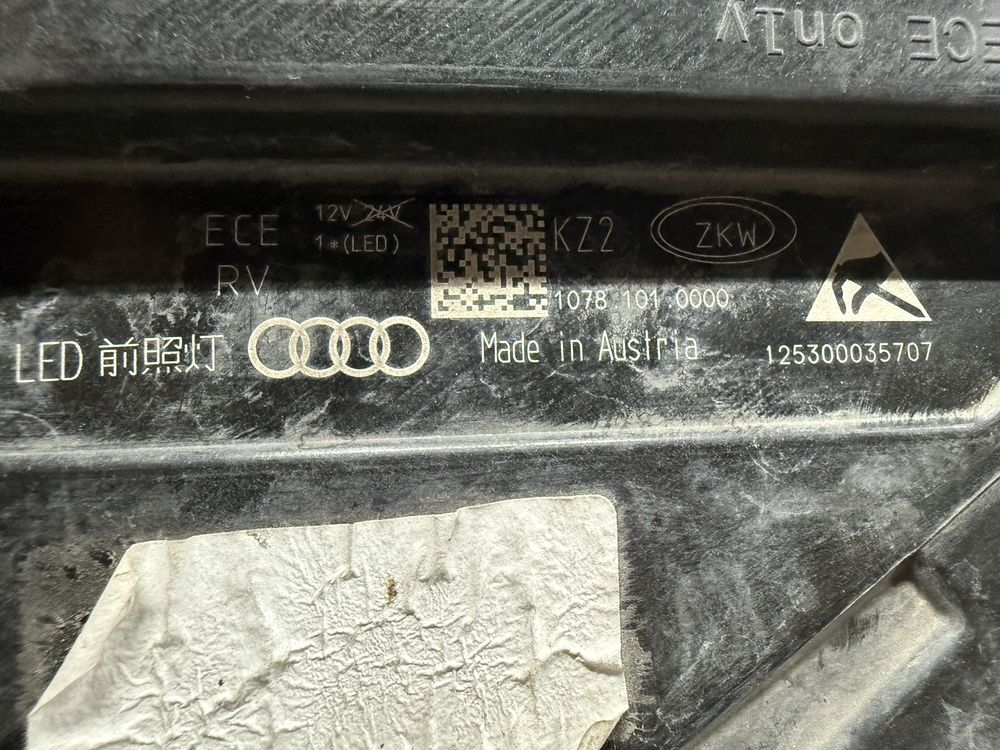 ECE only
ECE 12V 24V
1*(LED)
RV
KZ2
ZKW
1078.101.0000
LED 前照灯
Made in Austria
125300035707